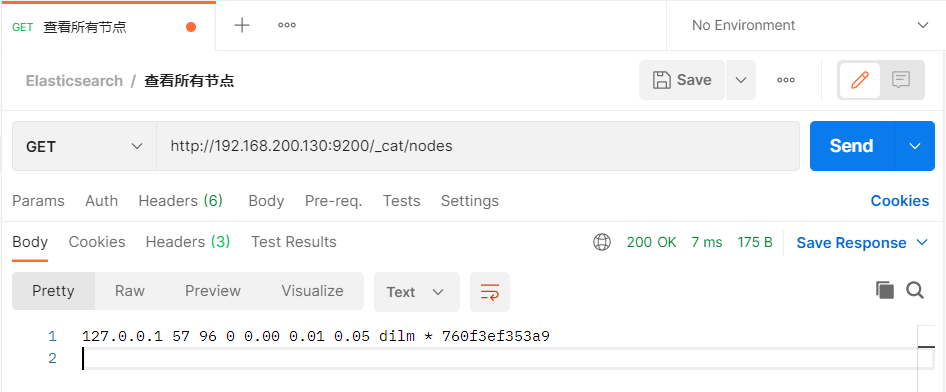 GET 查看所有节点
No Environment
Elasticsearch / 查看所有节点
Save
GET
http://192.168.200.130:9200/_cat/nodes
Send
Params Auth Headers (6) Body Pre-req. Tests Settings
Cookies
Body Cookies Headers (3) Test Results
200 OK 7 ms 175 B Save Response
Pretty Raw Preview Visualize Text
1 127.0.0.1 57 96 0 0.00 0.01 0.05 dilm * 760f3ef353a9
2